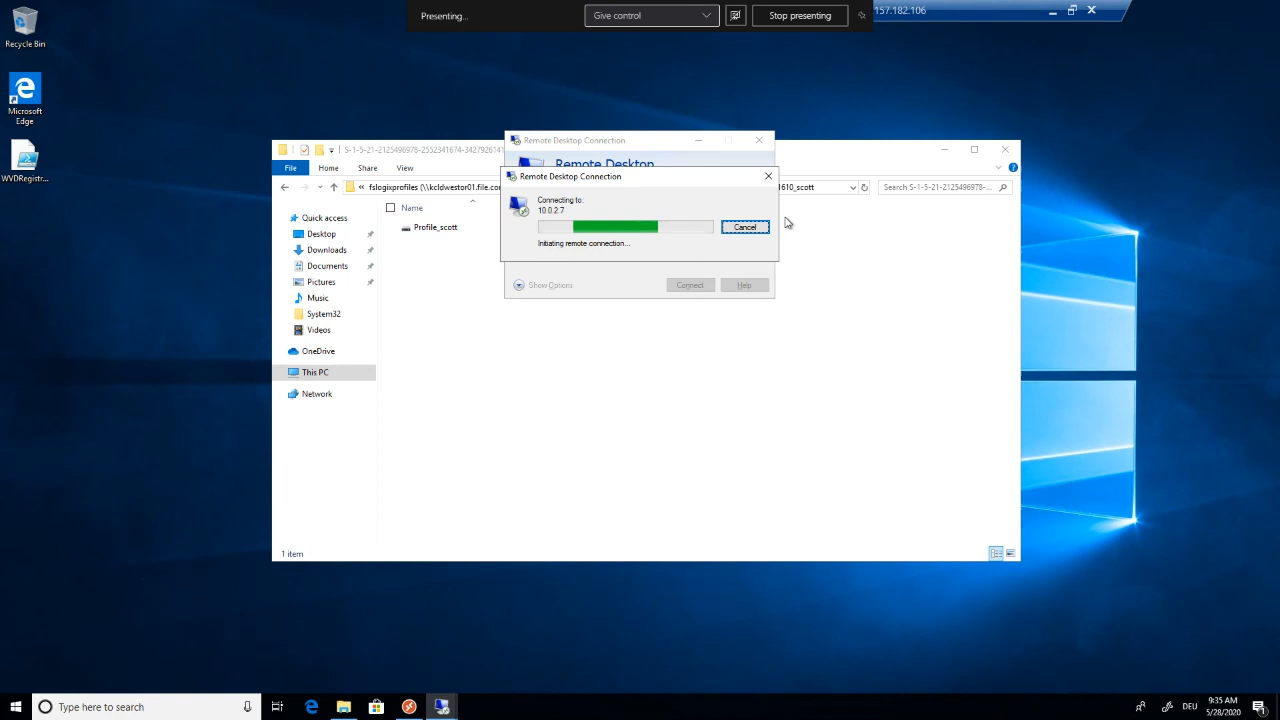 Presenting...
Give control
Stop presenting
157.182.106
Recycle Bin
Microsoft
Edge
WVDRegistr...
Remote Desktop Connection
Remote Desktop
S-1-5-21-2125496978-2552341674-342792614
File
Home
Share
View
« fslogixprofiles (\\kcldwestor01.file.co
1610_scott
Search S-1-5-21-2125496978-...
Remote Desktop Connection
Connecting to:
10.0.2.7
Cancel
Initiating remote connection...
Show Options
Connect
Help
Name
Profile_scott
Quick access
Desktop
Downloads
Documents
Pictures
Music
System32
Videos
OneDrive
This PC
Network
1 item
Type here to search
DEU
9:35 AM
5/28/2020